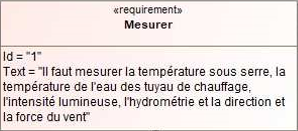 «requirement»
Mesurer
Id = "1"
Text = "Il faut mesurer la température sous serre, la
température de l'eau des tuyau de chauffage,
l'intensité lumineuse, l'hydrométrie et la direction et
la force du vent"